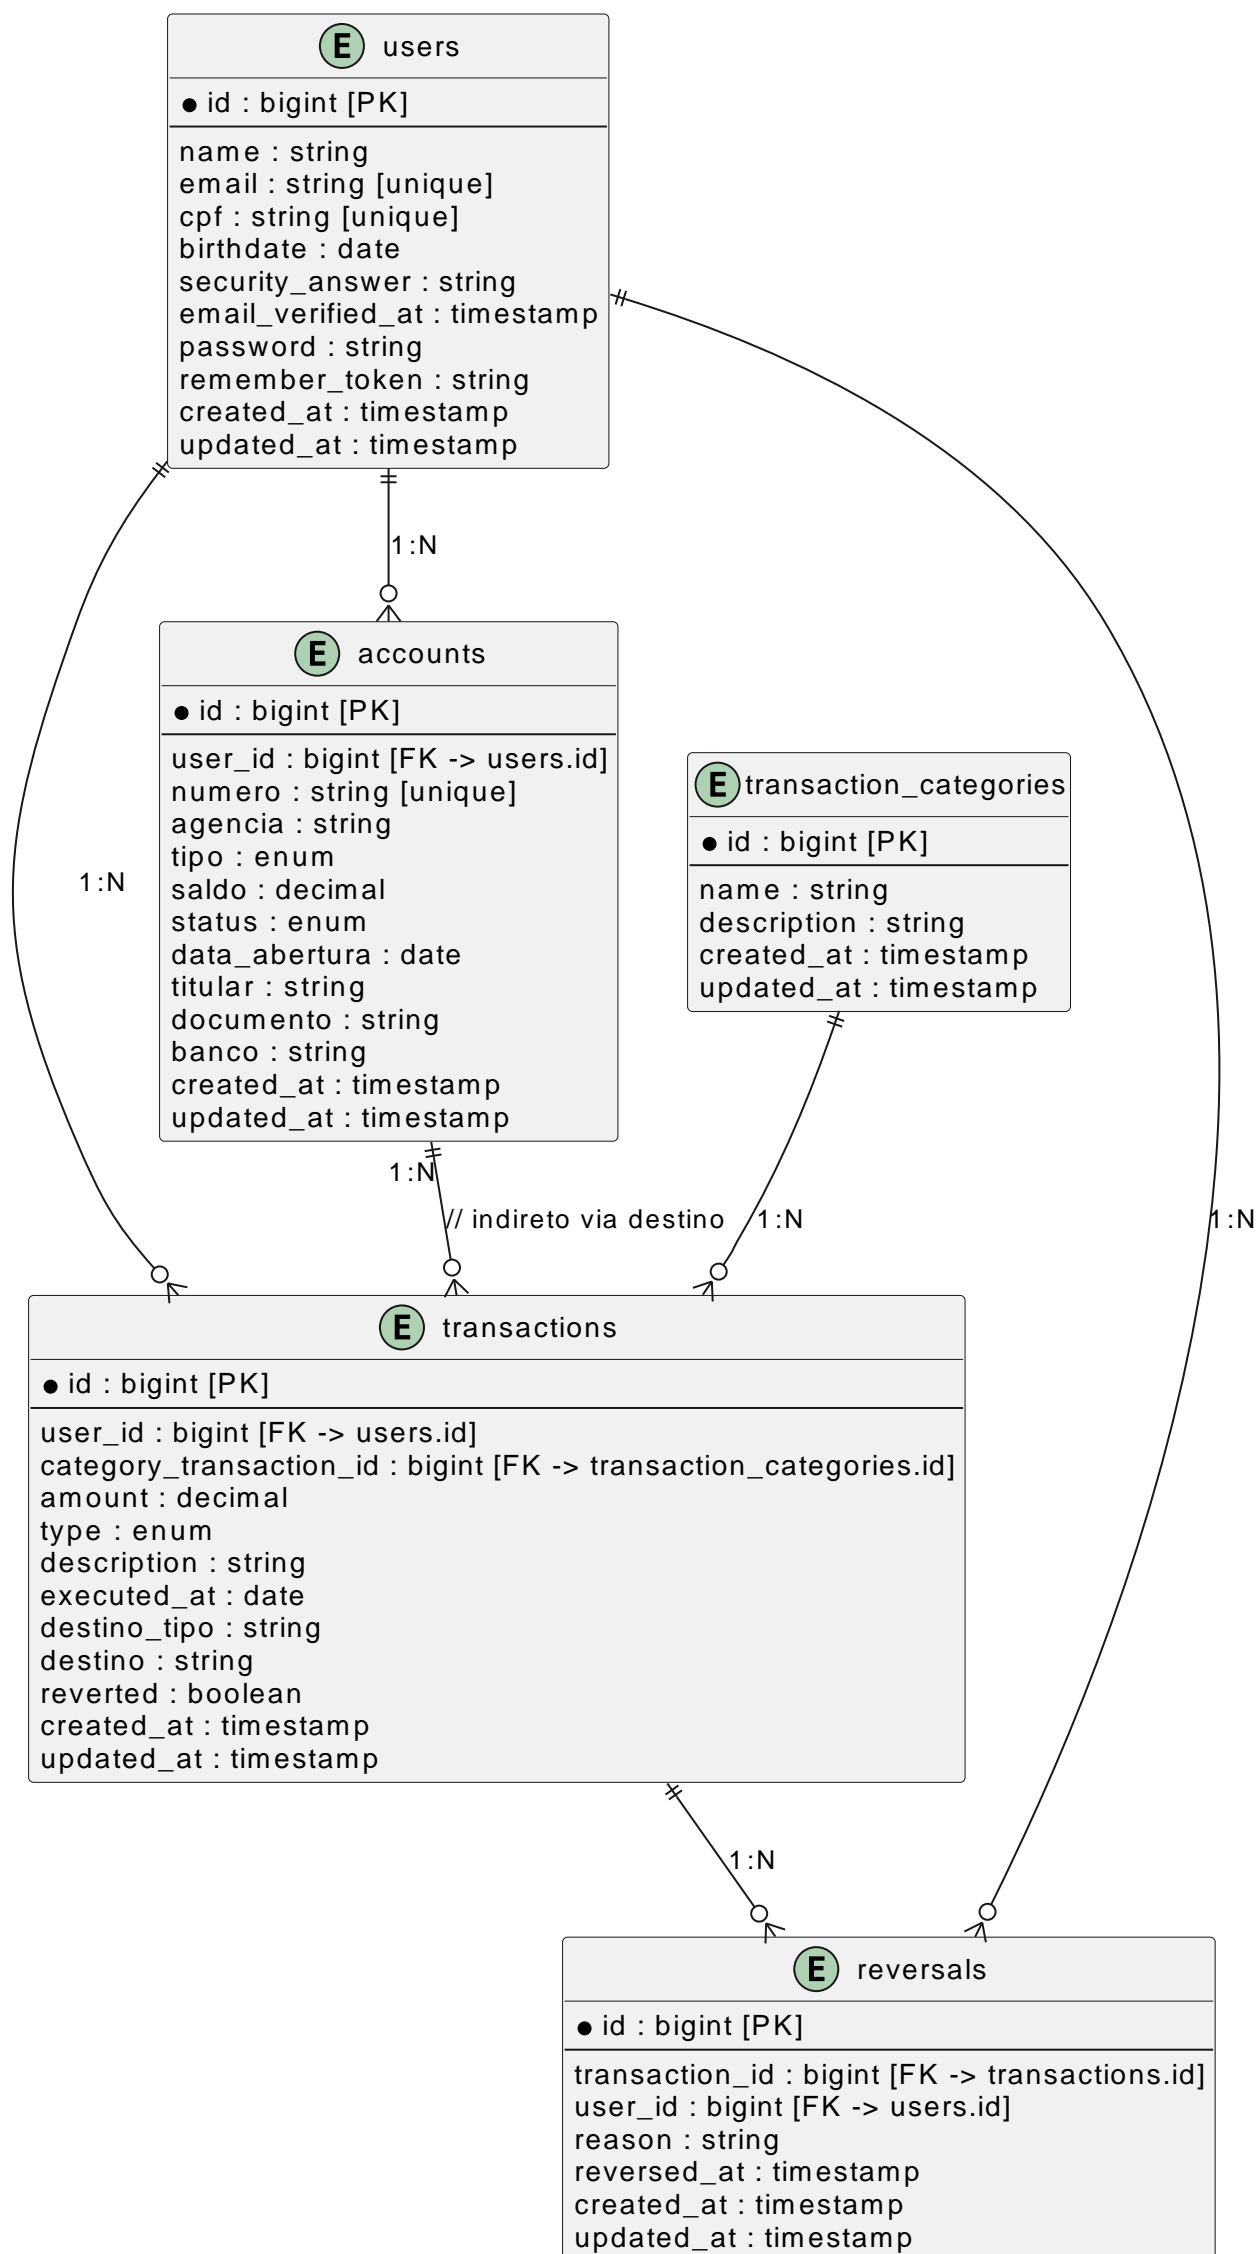 E users
id : bigint [PK]
name : string
email : string [unique]
cpf : string [unique]
birthdate : date
security_answer : string
email_verified_at : timestamp
password : string
remember_token : string
created_at : timestamp
updated_at : timestamp
1:N
E accounts
id : bigint [PK]
user_id : bigint [FK -> users.id]
numero : string [unique]
agencia : string
tipo : enum
saldo : decimal
status : enum
data_abertura : date
titular : string
documento : string
banco : string
created_at : timestamp
updated_at : timestamp
E transaction_categories
id : bigint [PK]
name : string
description : string
created_at : timestamp
updated_at : timestamp
1:N
1:N
// indireto via destino
1:N
1:N
E transactions
id : bigint [PK]
user_id : bigint [FK -> users.id]
category_transaction_id : bigint [FK -> transaction_categories.id]
amount : decimal
type : enum
description : string
executed_at : date
destino_tipo : string
destino : string
reverted : boolean
created_at : timestamp
updated_at : timestamp
1:N
E reversals
id : bigint [PK]
transaction_id : bigint [FK -> transactions.id]
user_id : bigint [FK -> users.id]
reason : string
reversed_at : timestamp
created_at : timestamp
updated_at : timestamp